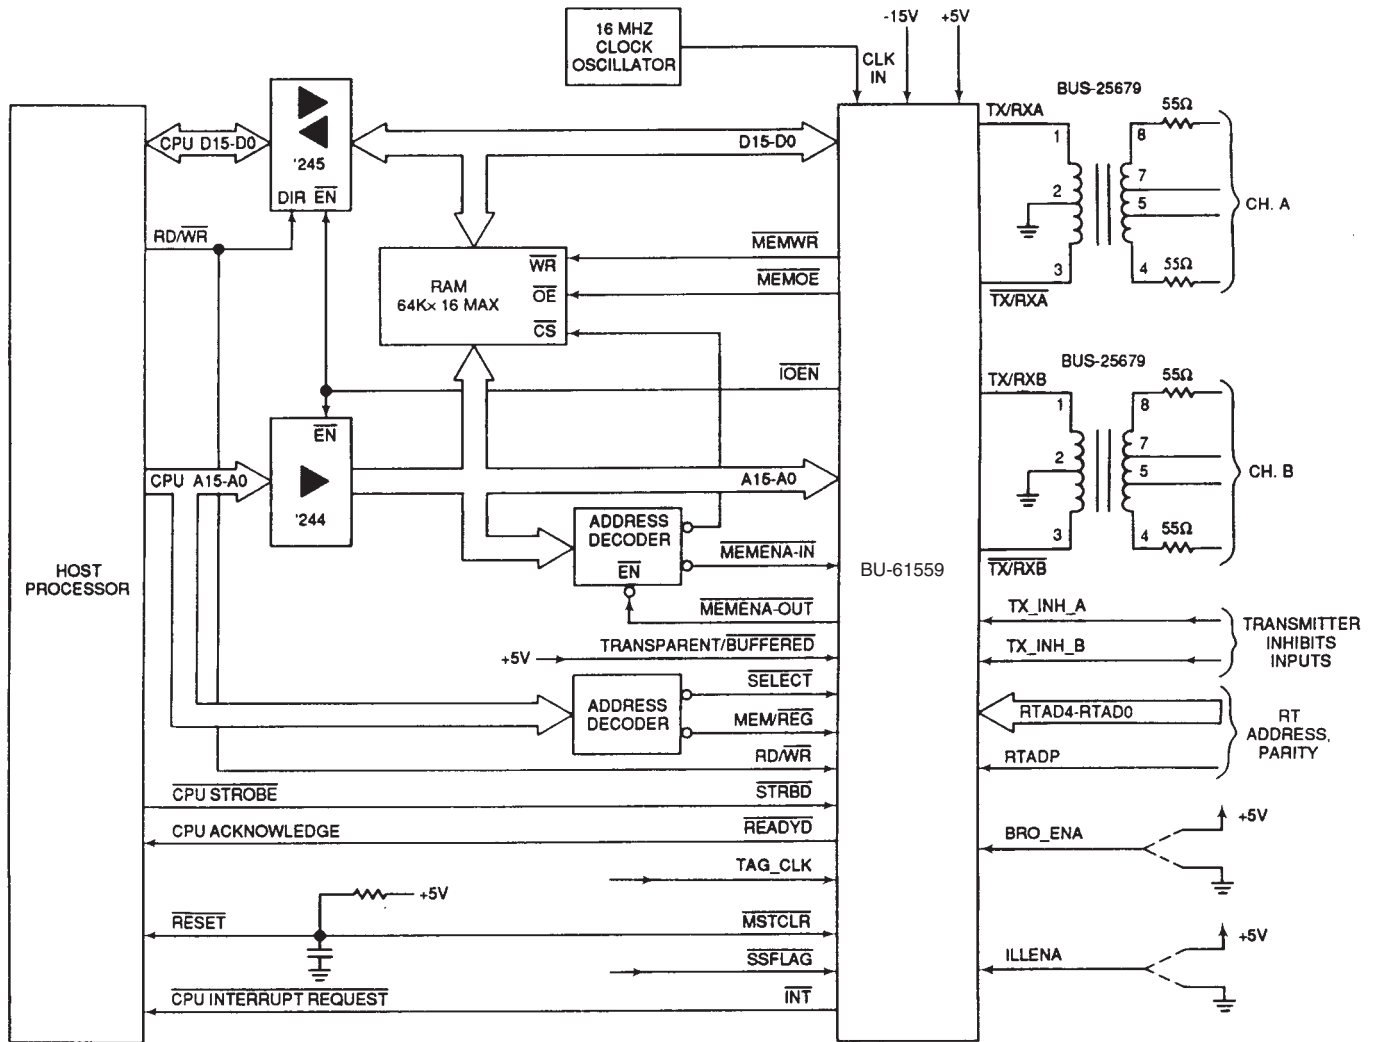 16 MHZ
CLOCK
OSCILLATOR
-15V
+5V
CLK
IN
BUS-25679
TX/RXA
55Ω
1
8
CPU D15-D0
'245
D15-D0
7
2
5
CH. A
DIR EN
RD/WR
MEMWR
WR
RAM
64K× 16 MAX
MEMOE
OE
3
4
55Ω
TX/RXA
CS
IOEN
BUS-25679
TX/RXB
55Ω
1
8
EN
7
2
5
CH. B
CPU A15-A0
A15-A0
'244
ADDRESS
DECODER
EN
MEMENA-IN
3
4
55Ω
TX/RXB
HOST
PROCESSOR
BU-61559
MEMENA-OUT
TX_INH_A
TX_INH_B
TRANSMITTER
INHIBITS
INPUTS
+5V
TRANSPARENT/BUFFERED
SELECT
ADDRESS
DECODER
MEM/REG
RTAD4-RTAD0
RT
ADDRESS,
PARITY
RD/WR
RTADP
CPU STROBE
STRBD
CPU ACKNOWLEDGE
READYD
BRO_ENA
+5V
TAG_CLK
+5V
RESET
MSTCLR
SSFLAG
ILLENA
+5V
CPU INTERRUPT REQUEST
INT